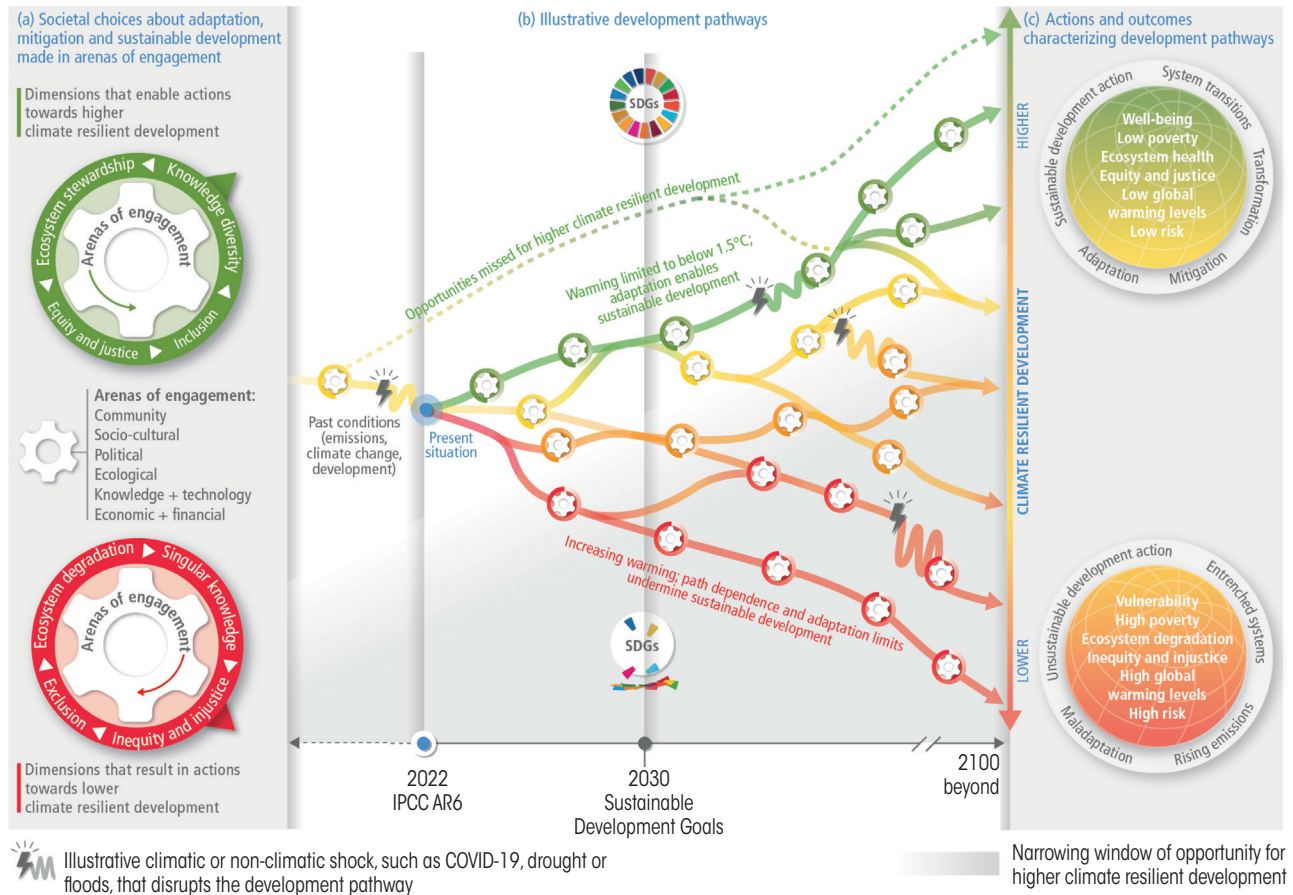 (a) Societal choices about adaptation,
mitigation and sustainable development
made in arenas of engagement
Dimensions that enable actions
towards higher
climate resilient development
Ecosystem stewardship
Knowledge diversity
Equity and justice
Inclusion
Arenas of engagement
Arenas of engagement:
Community
Socio-cultural
Political
Ecological
Knowledge + technology
Economic + financial
Ecosystem degradation
Singular knowledge
Exclusion
Inequity and injustice
Arenas of engagement
Dimensions that result in actions
towards lower
climate resilient development
(b) Illustrative development pathways
SDGs
Opportunities missed for higher climate resilient development
Warming limited to below 1.5°C;
adaptation enables
sustainable development
Past conditions
(emissions,
climate change,
development)
Present
situation
Increasing warming; path dependence and adaptation limits
undermine sustainable development
SDGs
2022
IPCC AR6
2030
Sustainable
Development Goals
2100
beyond
HIGHER
CLIMATE RESILIENT DEVELOPMENT
LOWER
(c) Actions and outcomes
characterizing development pathways
Sustainable development action
System transitions
Transformation
Mitigation
Adaptation
Well-being
Low poverty
Ecosystem health
Equity and justice
Low global
warming levels
Low risk
Unsustainable development action
Entrenched systems
Rising emissions
Maladaptation
Vulnerability
High poverty
Ecosystem degradation
Inequity and injustice
High global
warming levels
High risk
Illustrative climatic or non-climatic shock, such as COVID-19, drought or
floods, that disrupts the development pathway
Narrowing window of opportunity for
higher climate resilient development